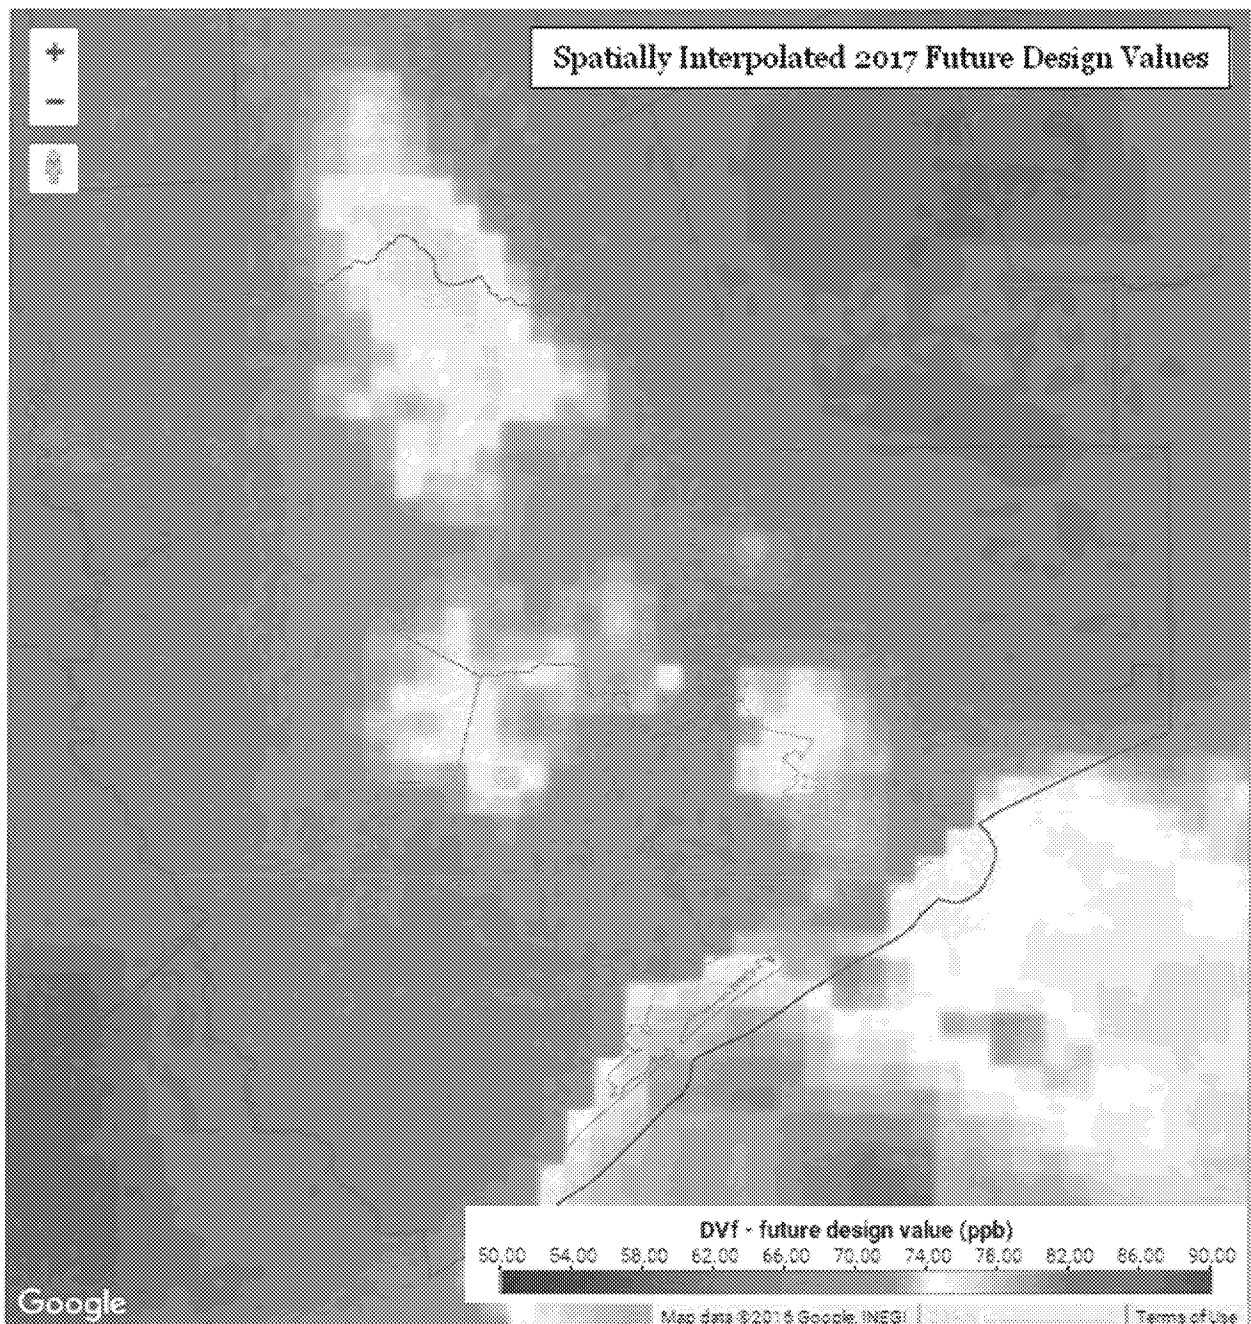 +
Spatially Interpolated 2017 Future Design Values
−
DVf - future design value (ppb)
50.00 54.00 58.00 62.00 66.00 70.00 74.00 78.00 82.00 86.00 90.00
Google
Map data ©2016 Google, INEGI
Terms of Use